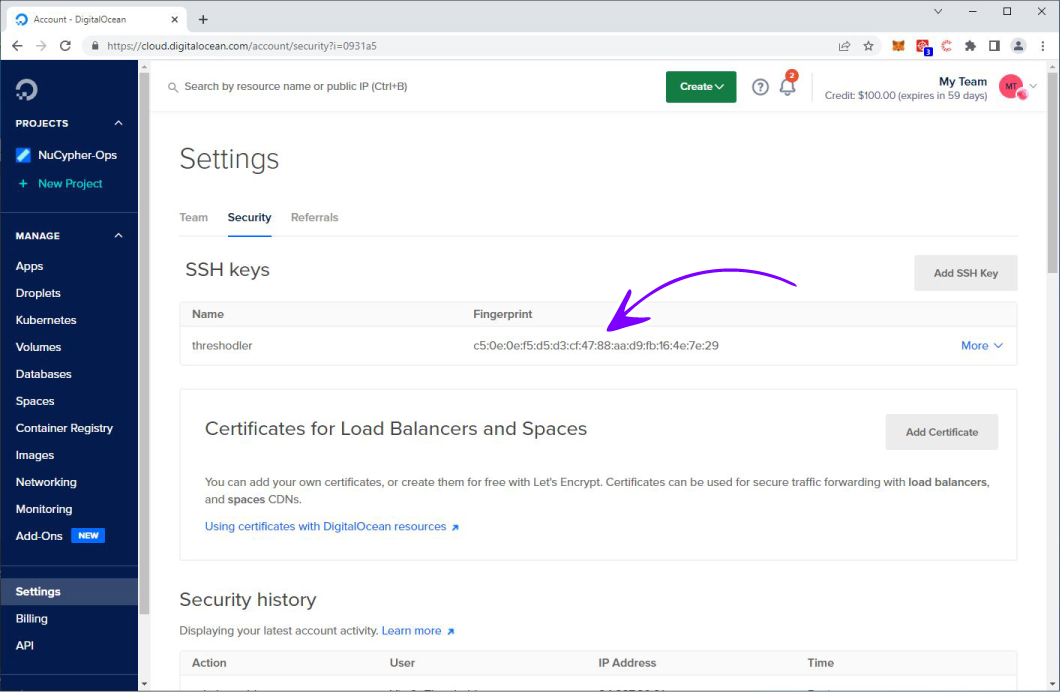 Account - DigitalOcean
https://cloud.digitalocean.com/account/security?i=0931a5
3
Search by resource name or public IP (Ctrl+B)
Create
?
2
My Team
Credit: $100.00 (expires in 59 days)
MT
PROJECTS
NuCypher-Ops
+ New Project
MANAGE
Apps
Droplets
Kubernetes
Volumes
Databases
Spaces
Container Registry
Images
Networking
Monitoring
Add-Ons NEW
Settings
Billing
API
Settings
Team Security Referrals
SSH keys
Add SSH Key
Name Fingerprint
threshodler c5:0e:0e:f5:d5:d3:cf:47:88:aa:d9:fb:16:4e:7e:29 More
Certificates for Load Balancers and Spaces
Add Certificate
You can add your own certificates, or create them for free with Let's Encrypt. Certificates can be used for secure traffic forwarding with load balancers,
and spaces CDNs.
Using certificates with DigitalOcean resources
Security history
Displaying your latest account activity. Learn more
Action User IP Address Time